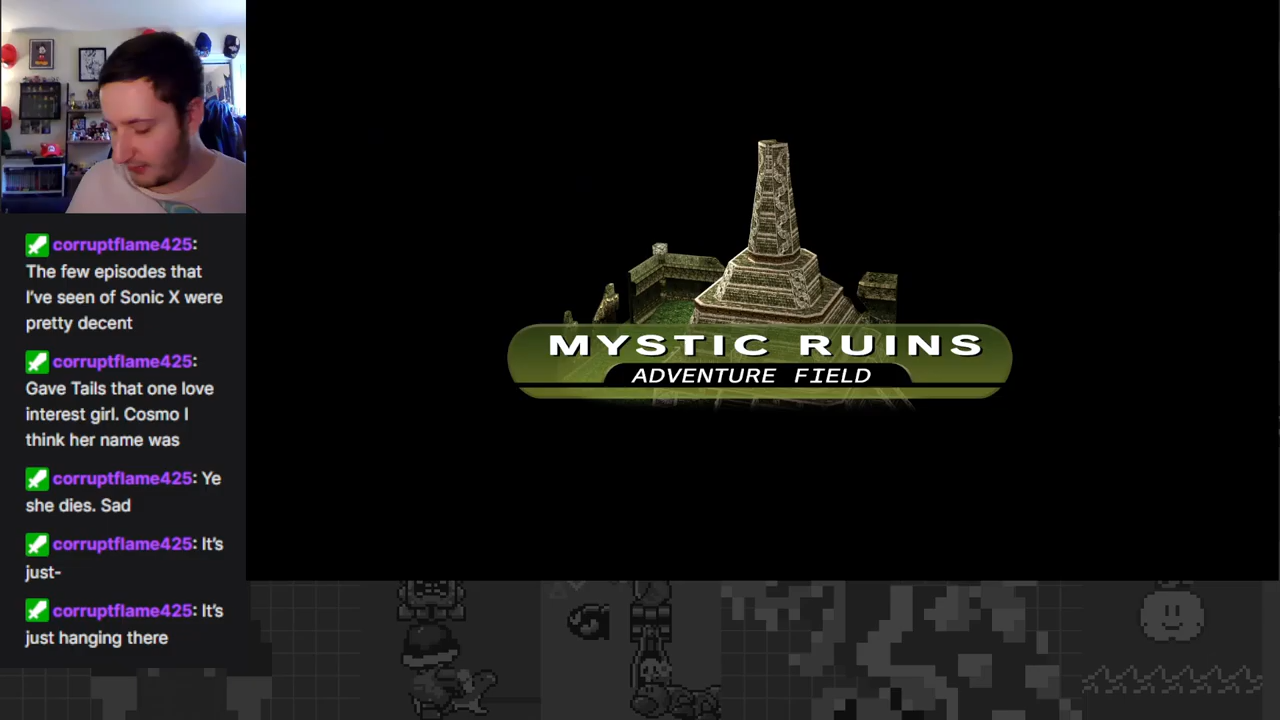 corruptflame425:
The few episodes that
I've seen of Sonic X were
pretty decent
corruptflame425:
Gave Tails that one love
interest girl. Cosmo I
think her name was
corruptflame425: Ye
she dies. Sad
corruptflame425: It's
just-
corruptflame425: It's
just hanging there
MYSTIC RUINS
ADVENTURE FIELD